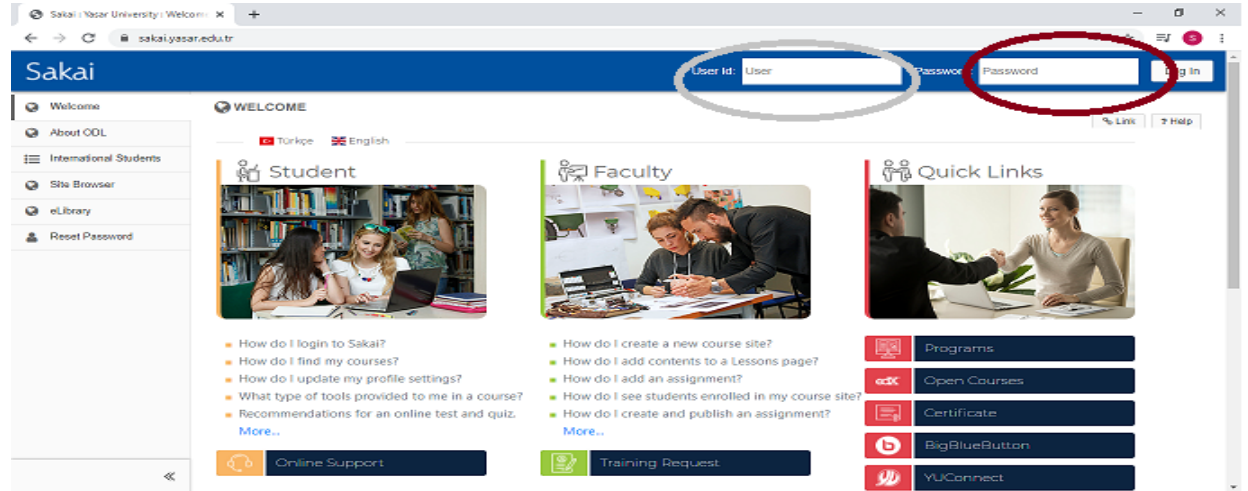 Sakai : Yasar University : Welcom
sakai.yasar.edu.tr
S
Sakai
User Id: User
Password: Password
Log In
Welcome
About ODL
International Students
Site Browser
eLibrary
Reset Password
WELCOME
Link ? Help
Türkçe English
Student
How do I login to Sakai?
How do I find my courses?
How do I update my profile settings?
What type of tools provided to me in a course?
Recommendations for an online test and quiz.
More..
Online Support
Faculty
How do I create a new course site?
How do I add contents to a Lessons page?
How do I add an assignment?
How do I see students enrolled in my course site?
How do I create and publish an assignment?
More..
Training Request
Quick Links
Programs
edX Open Courses
Certificate
b BigBlueButton
YUConnect